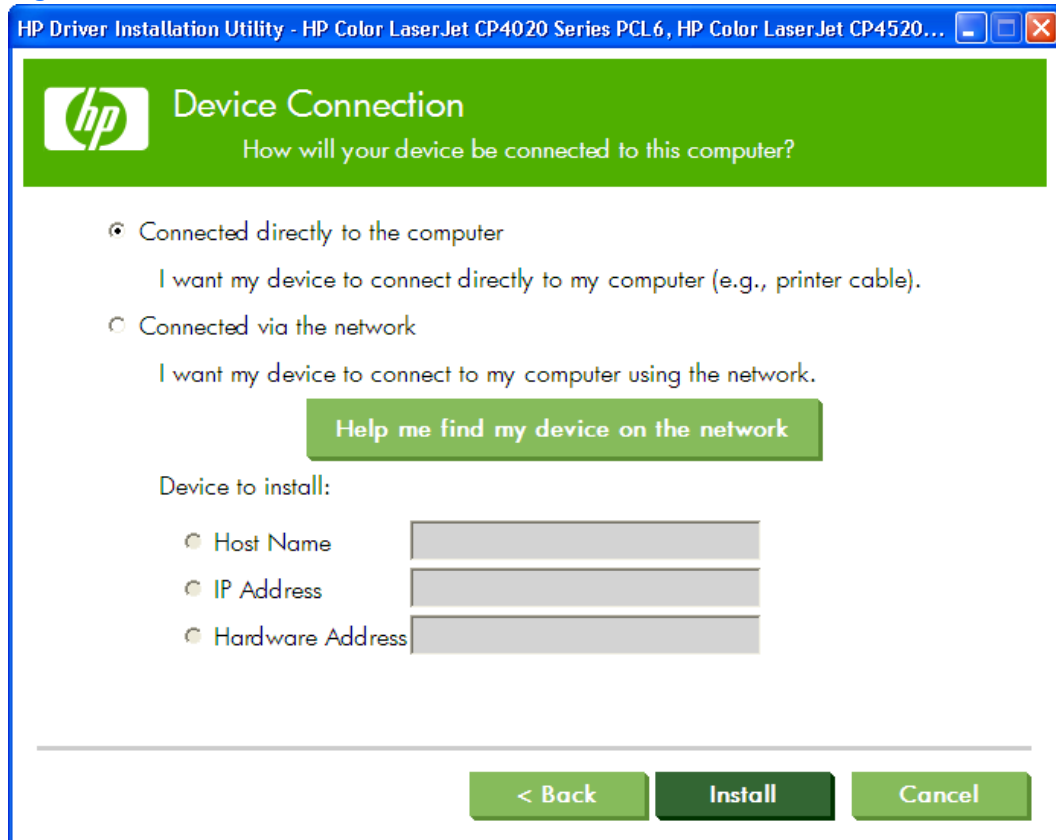 HP Driver Installation Utility - HP Color LaserJet CP4020 Series PCL6, HP Color LaserJet CP4520...
hp
Device Connection
How will your device be connected to this computer?
Connected directly to the computer
I want my device to connect directly to my computer (e.g., printer cable).
Connected via the network
I want my device to connect to my computer using the network.
Help me find my device on the network
Device to install:
Host Name
IP Address
Hardware Address
< Back
Install
Cancel